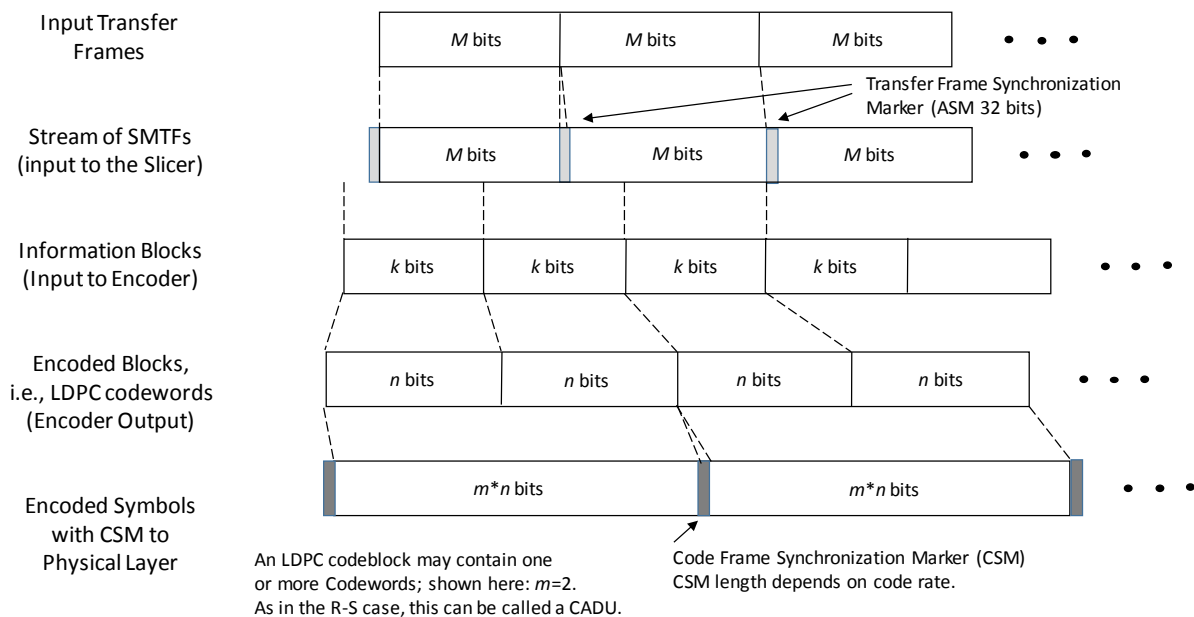 Input Transfer
Frames
M bits
M bits
M bits
Transfer Frame Synchronization
Marker (ASM 32 bits)
Stream of SMTFs
(input to the Slicer)
M bits
M bits
M bits
Information Blocks
(Input to Encoder)
k bits
k bits
k bits
k bits
Encoded Blocks,
i.e., LDPC codewords
(Encoder Output)
n bits
n bits
n bits
n bits
Encoded Symbols
with CSM to
Physical Layer
m*n bits
m*n bits
An LDPC codeblock may contain one
or more Codewords; shown here: m=2.
As in the R-S case, this can be called a CADU.
Code Frame Synchronization Marker (CSM)
CSM length depends on code rate.